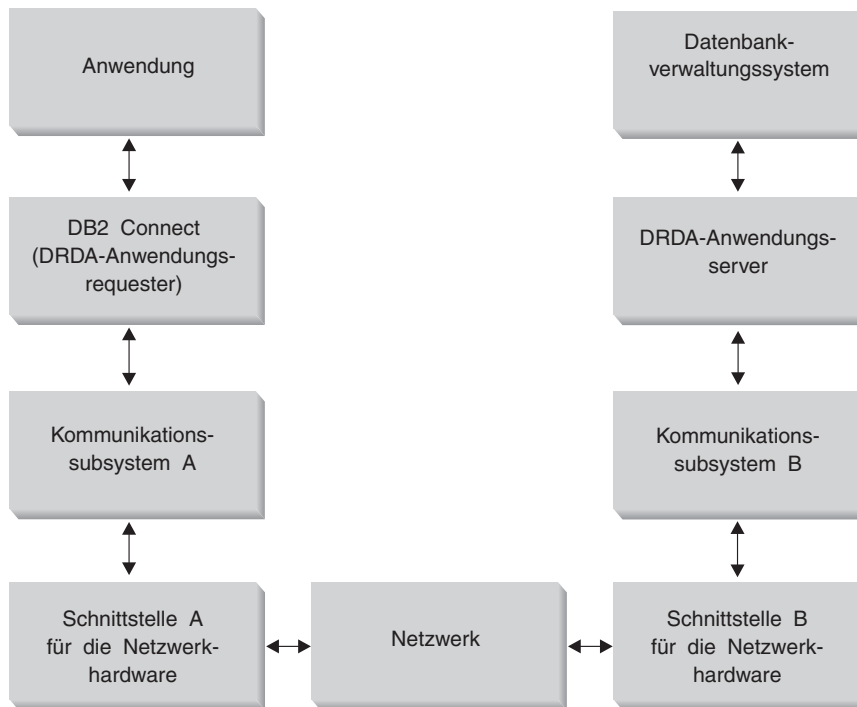 Anwendung
Datenbank-
verwaltungssystem
DB2 Connect
(DRDA-Anwendungs-
requester)
DRDA-Anwendungs-
server
Kommunikations-
subsystem A
Kommunikations-
subsystem B
Schnittstelle A
für die Netzwerk-
hardware
Netzwerk
Schnittstelle B
für die Netzwerk-
hardware